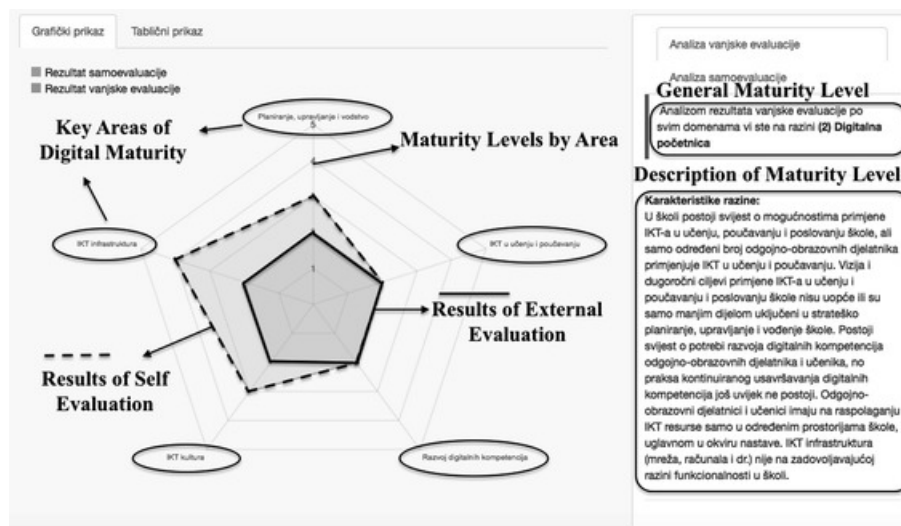 Grafički prikaz
Tablični prikaz
Rezultat samoevaluacije
Rezultat vanjske evaluacije
Key Areas of
Digital Maturity
Planiranje, upravljanje i vodstvo
5
4
1
Maturity Levels by Area
IKT infrastruktura
IKT u učenju i poučavanju
Results of External
Evaluation
Results of Self
Evaluation
IKT kultura
Razvoj digitalnih kompetencija
Analiza vanjske evaluacije
Analiza samoevaluacije
General Maturity Level
Analizom rezultata vanjske evaluacije po
svim domenama vi ste na razini (2) Digitalna
početnica
Description of Maturity Level
Karakteristike razine:
U školi postoji svijest o mogućnostima primjene
IKT-a u učenju, poučavanju i poslovanju škole, ali
samo određeni broj odgojno-obrazovnih djelatnika
primjenjuje IKT u učenju i poučavanju. Vizija i
dugoročni ciljevi primjene IKT-a u učenju i
poučavanju i poslovanju škole nisu uopće ili su
samo manjim dijelom uključeni u strateško
planiranje, upravljanje i vođenje škole. Postoji
svijest o potrebi razvoja digitalnih kompetencija
odgojno-obrazovnih djelatnika i učenika, no
praksa kontinuiranog usavršavanja digitalnih
kompetencija još uvijek ne postoji. Odgojno-
obrazovni djelatnici i učenici imaju na raspolaganju
IKT resurse samo u određenim prostorijama škole,
uglavnom u okviru nastave. IKT infrastruktura
(mreža, računala i dr.) nije na zadovoljavajućoj
razini funkcionalnosti u školi.